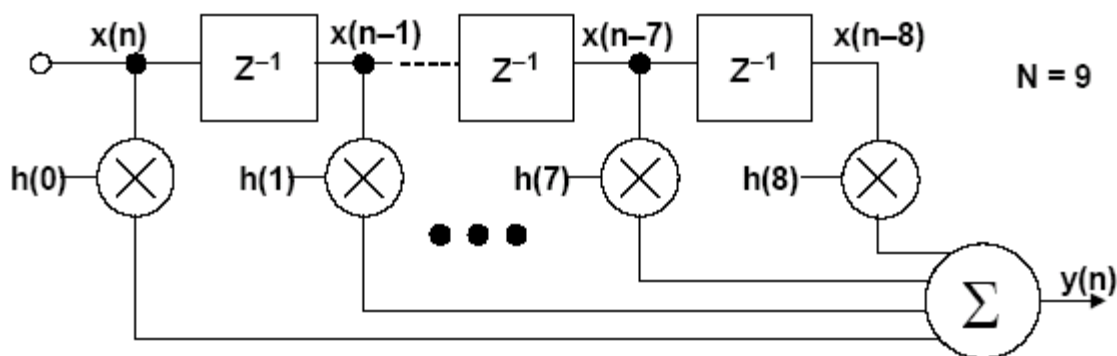 x(n) x(n–1) x(n–7) x(n–8)
Z⁻¹ Z⁻¹ Z⁻¹ N = 9
h(0) h(1) h(7) h(8)
Σ y(n)